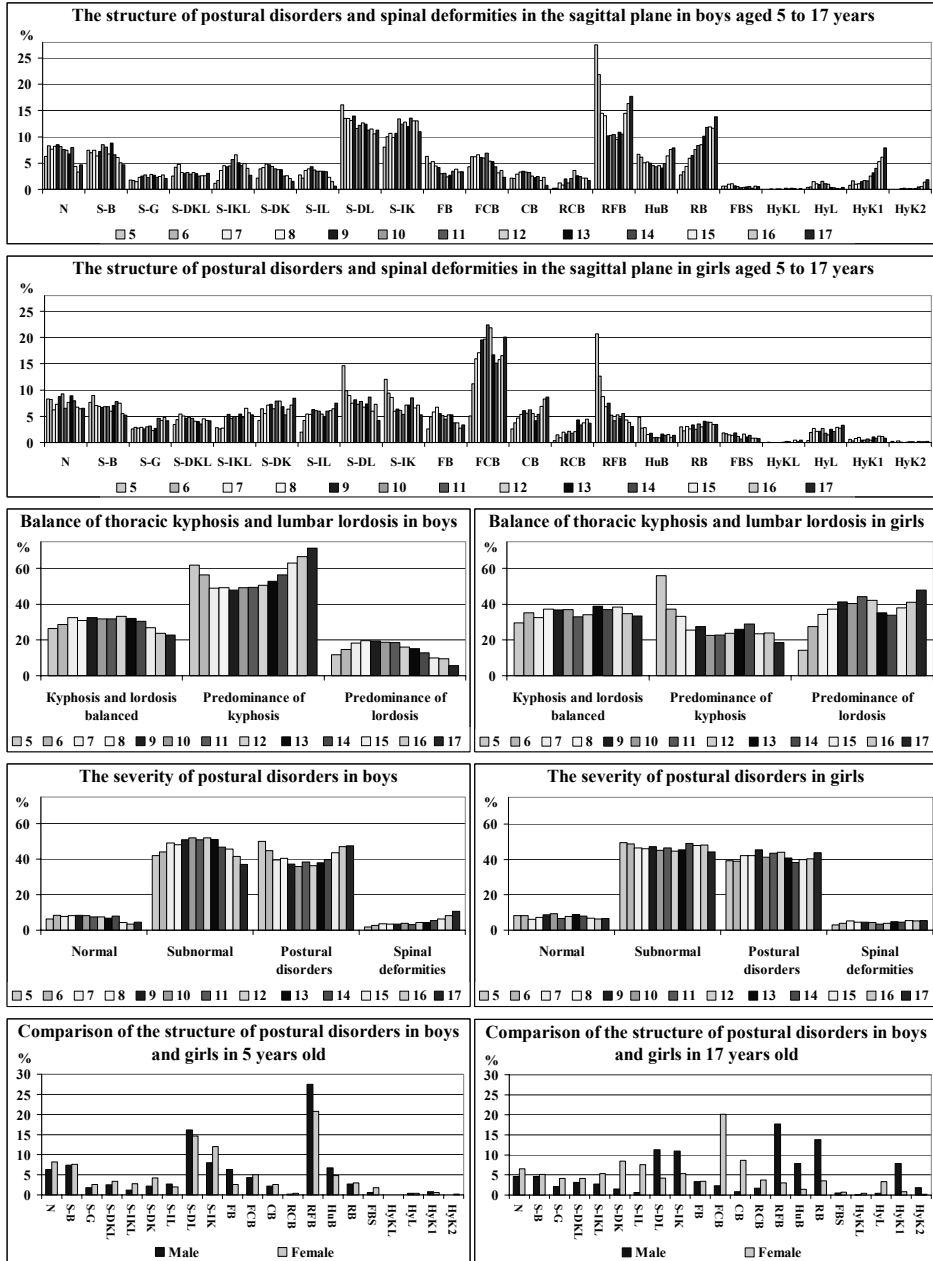 The structure of postural disorders and spinal deformities in the sagittal plane in boys aged 5 to 17 years
%
25
20
15
10
5
0
N S-B S-G S-DKL S-IKL S-DK S-IL S-DL S-IK FB FCB CB RCB RFB HuB RB FBS HyKL HyL HyK1 HyK2
5 6 7 8 9 10 11 12 13 14 15 16 17
The structure of postural disorders and spinal deformities in the sagittal plane in girls aged 5 to 17 years
%
25
20
15
10
5
0
N S-B S-G S-DKL S-IKL S-DK S-IL S-DL S-IK FB FCB CB RCB RFB HuB RB FBS HyKL HyL HyK1 HyK2
5 6 7 8 9 10 11 12 13 14 15 16 17
Balance of thoracic kyphosis and lumbar lordosis in boys
%
60
40
20
0
Kyphosis and lordosis balanced
Predominance of kyphosis
Predominance of lordosis
5 6 7 8 9 10 11 12 13 14 15 16 17
Balance of thoracic kyphosis and lumbar lordosis in girls
%
60
40
20
0
Kyphosis and lordosis balanced
Predominance of kyphosis
Predominance of lordosis
5 6 7 8 9 10 11 12 13 14 15 16 17
The severity of postural disorders in boys
%
60
40
20
0
Normal
Subnormal
Postural disorders
Spinal deformities
5 6 7 8 9 10 11 12 13 14 15 16 17
The severity of postural disorders in girls
%
60
40
20
0
Normal
Subnormal
Postural disorders
Spinal deformities
5 6 7 8 9 10 11 12 13 14 15 16 17
Comparison of the structure of postural disorders in boys
and girls in 5 years old
%
30
25
20
15
10
5
0
N S-B S-G S-DKL S-IKL S-DK S-IL S-DL S-IK FB FCB CB RCB RFB HuB RB FBS HyKL HyL HyK1 HyK2
Male Female
Comparison of the structure of postural disorders in boys
and girls in 17 years old
%
30
25
20
15
10
5
0
N S-B S-G S-DKL S-IKL S-DK S-IL S-DL S-IK FB FCB CB RCB RFB HuB RB FBS HyKL HyL HyK1 HyK2
Male Female